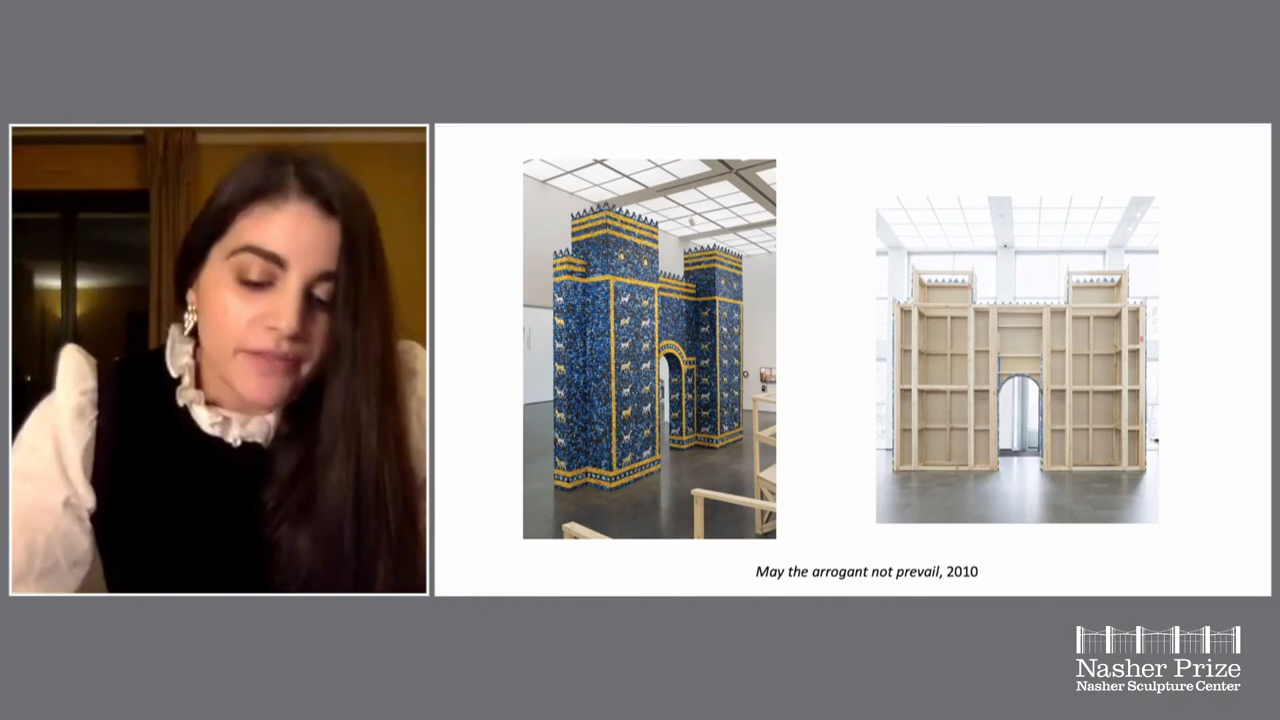 May the arrogant not prevail, 2010
Nasher Prize
Nasher Sculpture Center